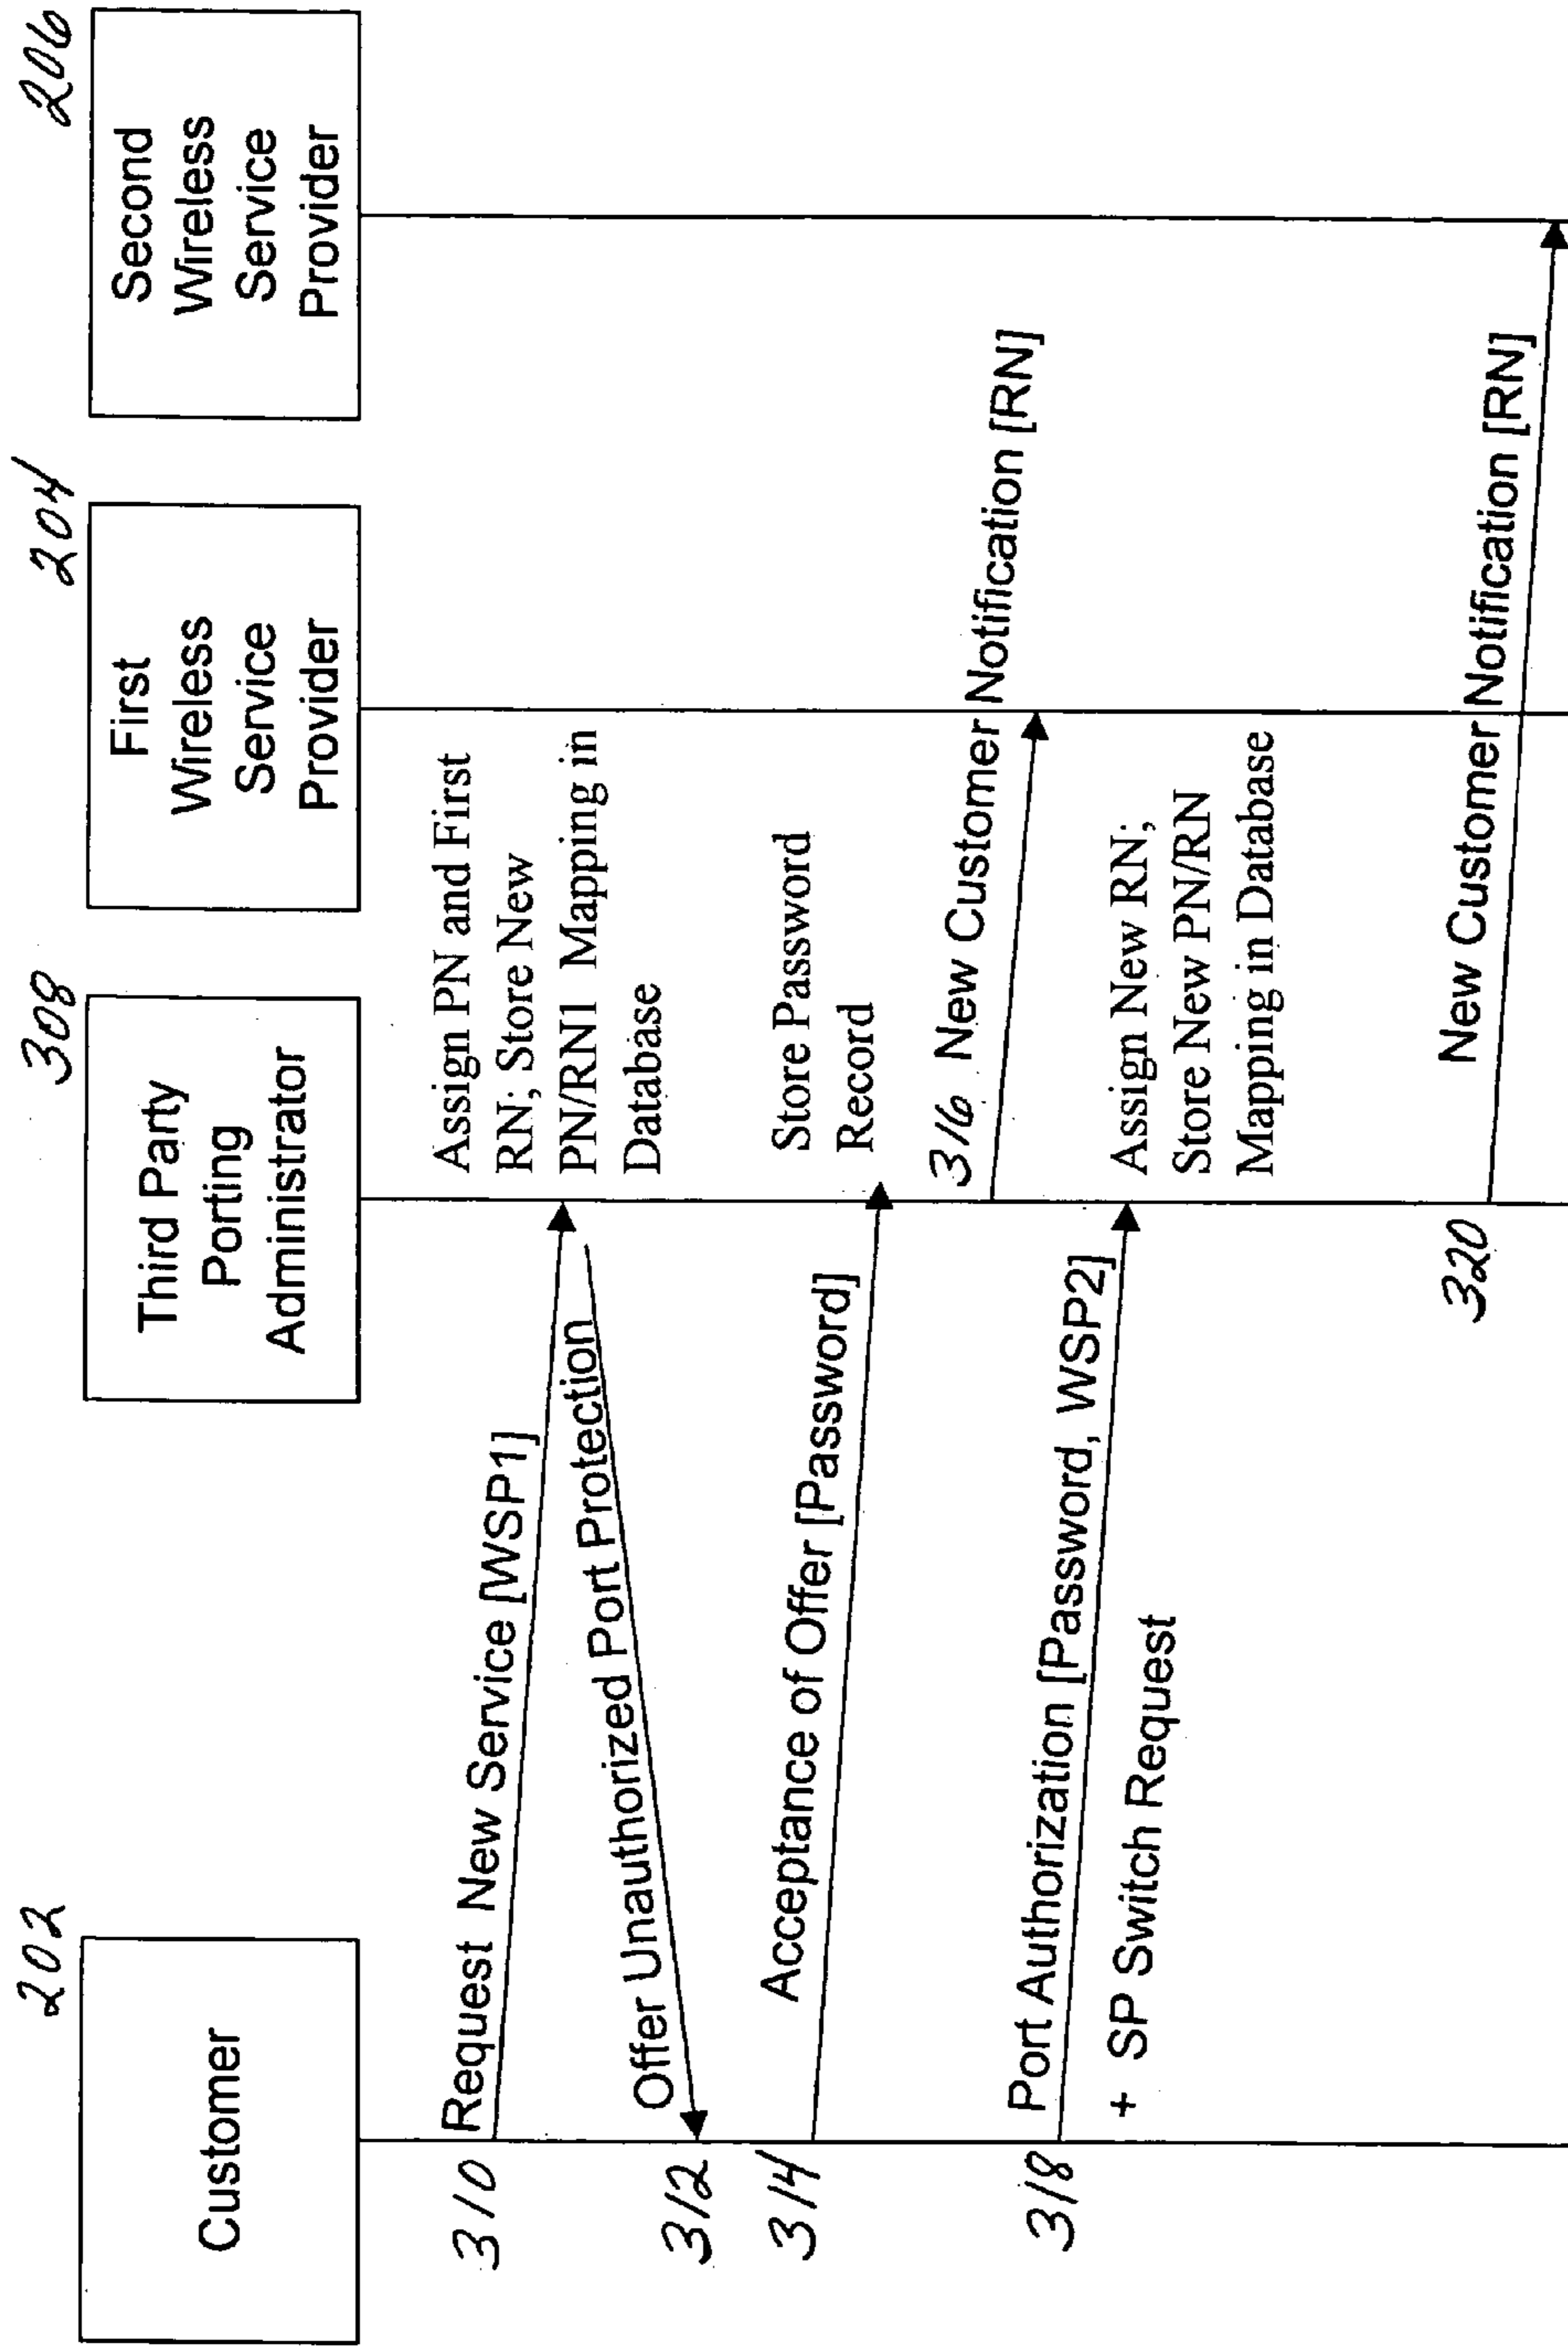 202
Customer
308
Third Party
Porting
Administrator
204
First
Wireless
Service
Provider
206
Second
Wireless
Service
Provider
310
Request New Service [WSP1]
Assign PN and First
RN; Store New
PN/RN1 Mapping in
Database
312
Offer Unauthorized Port Protection
314
Acceptance of Offer [Password]
Store Password
Record
316 New Customer Notification [RN]
318
Port Authorization [Password, WSP2]
+ SP Switch Request
Assign New RN;
Store New PN/RN
Mapping in Database
320
New Customer Notification [RN]